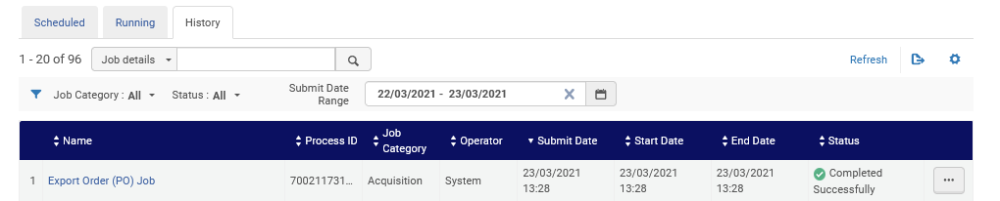 Scheduled Running History
1 - 20 of 96 Job details Refresh
Job Category : All Status : All Submit Date Range 22/03/2021 - 23/03/2021
Name Process ID Job Category Operator Submit Date Start Date End Date Status
1 Export Order (PO) Job 700211731... Acquisition System 23/03/2021 13:28 23/03/2021 13:28 23/03/2021 13:28 Completed Successfully